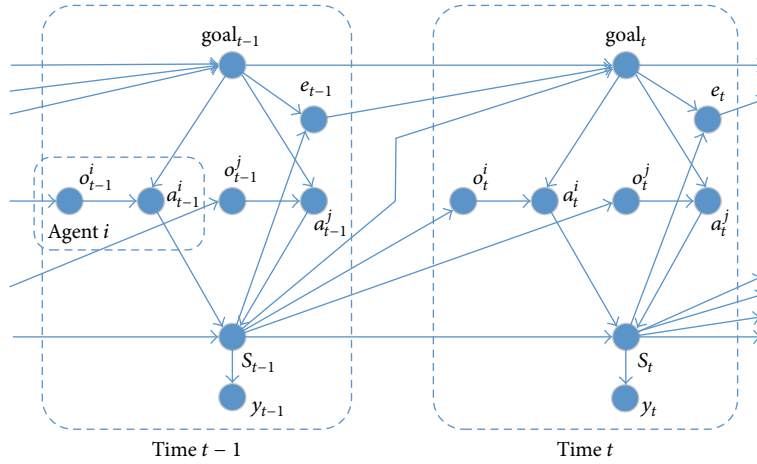 goal_{t−1}
goal_t
e_{t−1}
e_t
o^i_{t−1}
a^i_{t−1}
o^j_{t−1}
a^j_{t−1}
o^i_t
a^i_t
o^j_t
a^j_t
Agent i
S_{t−1}
S_t
y_{t−1}
y_t
Time t − 1
Time t